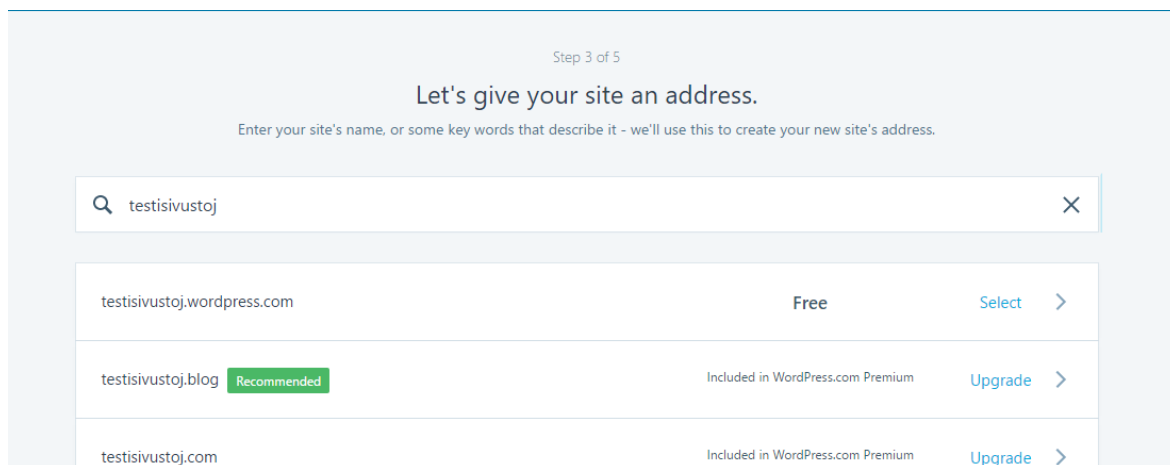 Step 3 of 5
Let's give your site an address.
Enter your site's name, or some key words that describe it - we'll use this to create your new site's address.
testisivustoj
testisivustoj.wordpress.com Free Select
testisivustoj.blog Recommended Included in WordPress.com Premium Upgrade
testisivustoj.com Included in WordPress.com Premium Upgrade